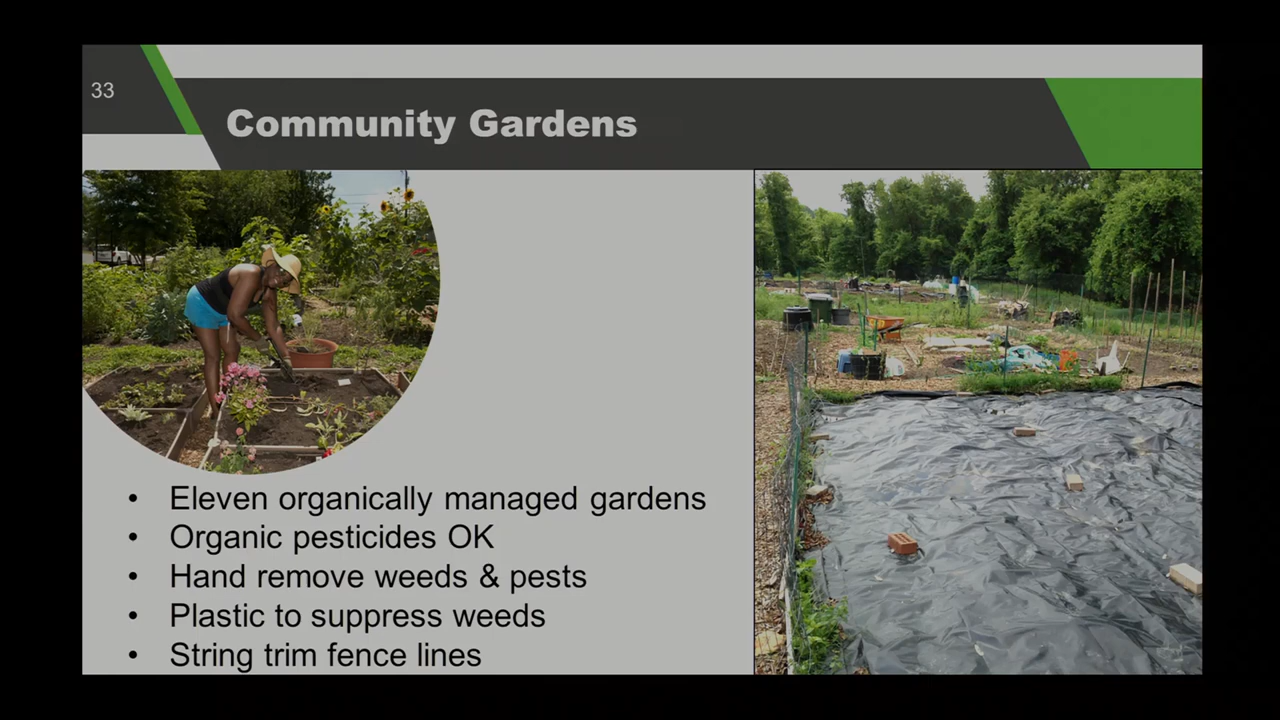 33
Community Gardens
• Eleven organically managed gardens
• Organic pesticides OK
• Hand remove weeds & pests
• Plastic to suppress weeds
• String trim fence lines